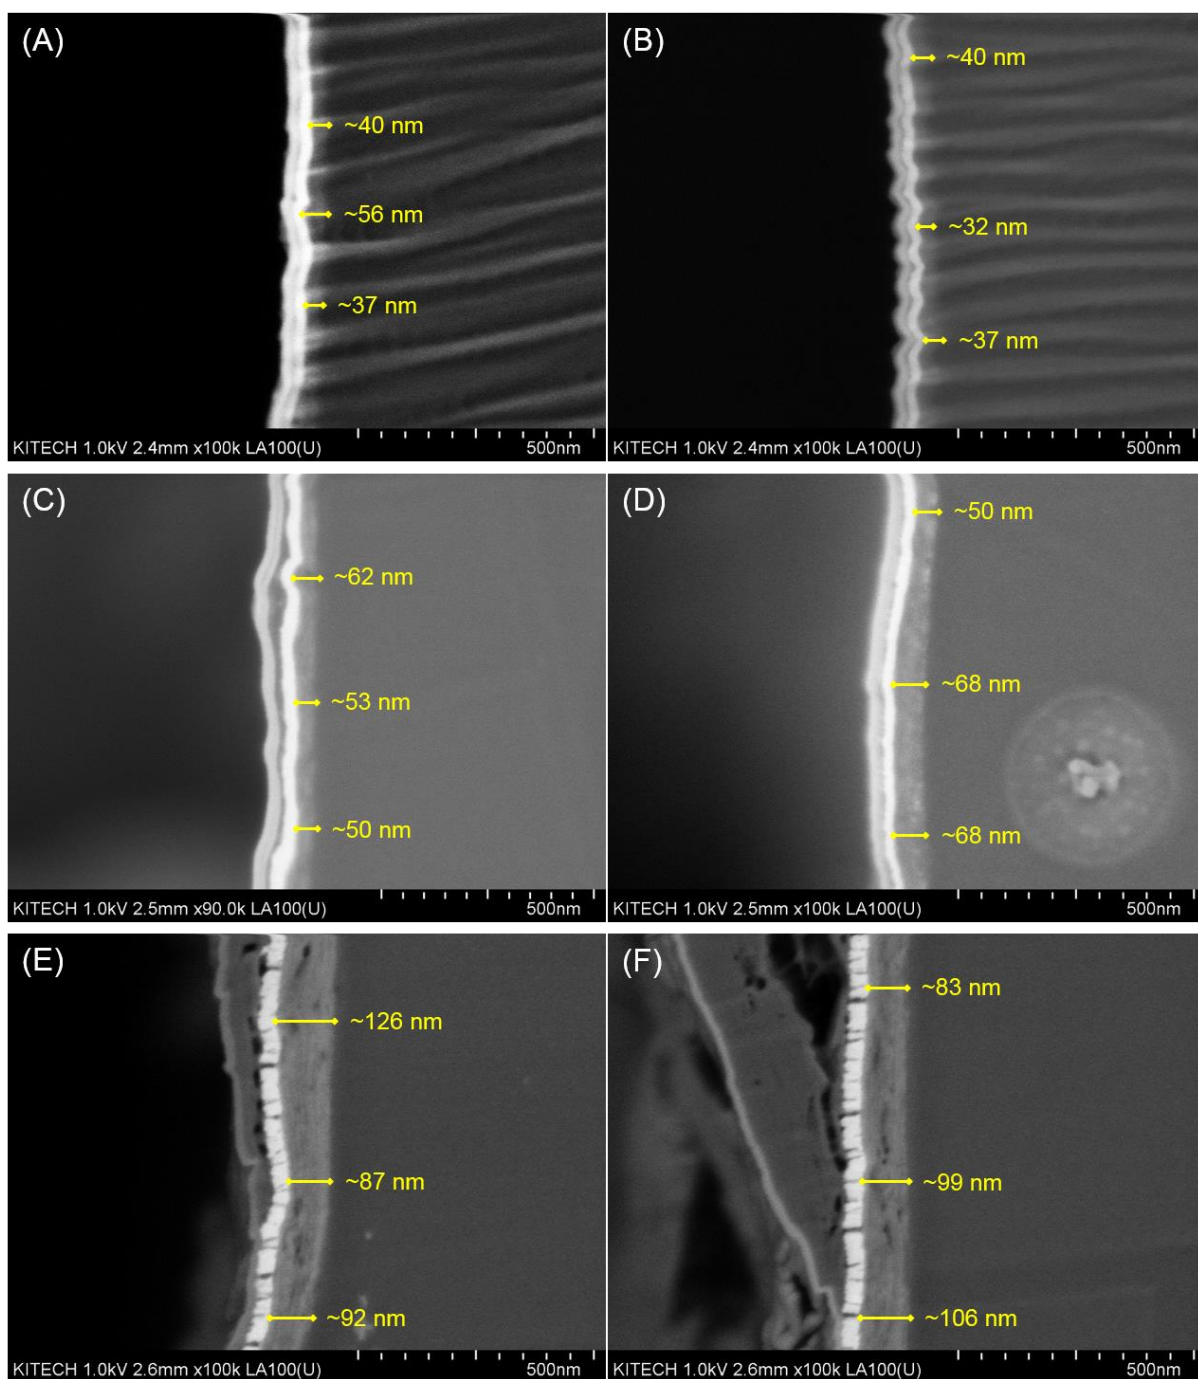 (A)
~40 nm
~56 nm
~37 nm
KITECH 1.0kV 2.4mm x100k LA100(U) 500nm
(B)
~40 nm
~32 nm
~37 nm
KITECH 1.0kV 2.4mm x100k LA100(U) 500nm
(C)
~62 nm
~53 nm
~50 nm
KITECH 1.0kV 2.5mm x90.0k LA100(U) 500nm
(D)
~50 nm
~68 nm
~68 nm
KITECH 1.0kV 2.5mm x100k LA100(U) 500nm
(E)
~126 nm
~87 nm
~92 nm
KITECH 1.0kV 2.6mm x100k LA100(U) 500nm
(F)
~83 nm
~99 nm
~106 nm
KITECH 1.0kV 2.6mm x100k LA100(U) 500nm